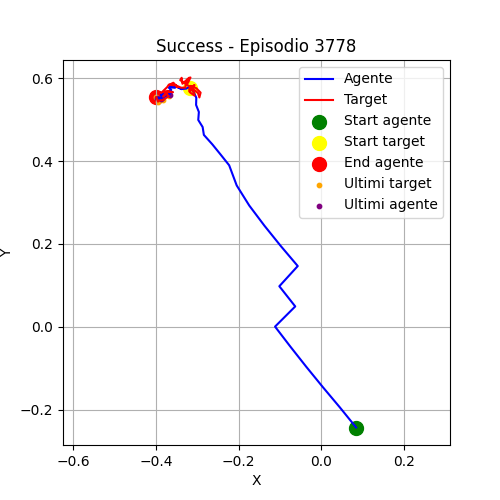 Success - Episodio 3778
Agente
Target
Start agente
Start target
End agente
Ultimi target
Ultimi agente
0.6
0.4
0.2
0.0
−0.2
Y
−0.6
−0.4
−0.2
0.0
0.2
X